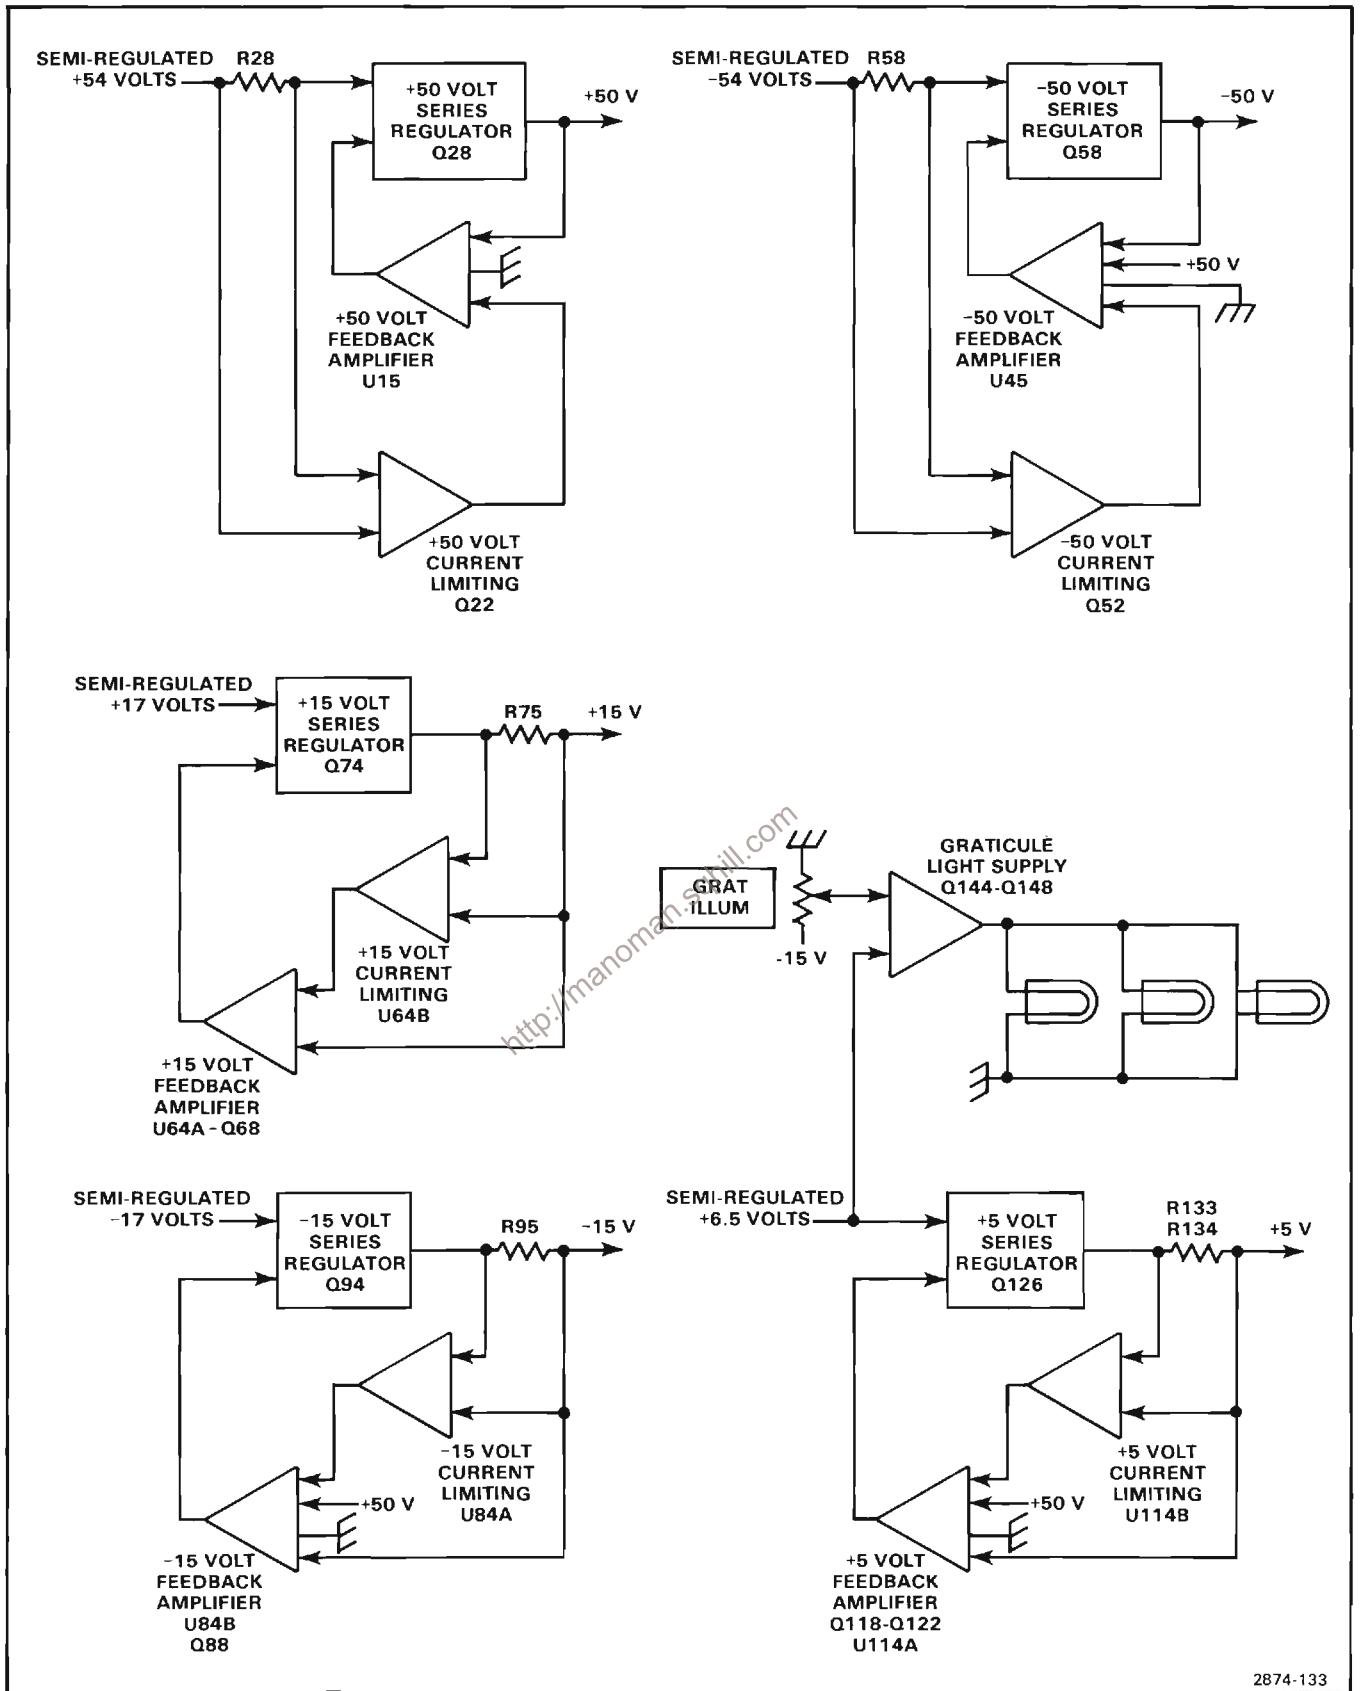 SEMI-REGULATED
+54 VOLTS
R28
+50 VOLT
SERIES
REGULATOR
Q28
+50 V
+50 VOLT
FEEDBACK
AMPLIFIER
U15
+50 VOLT
CURRENT
LIMITING
Q22
SEMI-REGULATED
-54 VOLTS
R58
-50 VOLT
SERIES
REGULATOR
Q58
-50 V
+50 V
-50 VOLT
FEEDBACK
AMPLIFIER
U45
-50 VOLT
CURRENT
LIMITING
Q52
SEMI-REGULATED
+17 VOLTS
+15 VOLT
SERIES
REGULATOR
Q74
R75
+15 V
+15 VOLT
CURRENT
LIMITING
U64B
+15 VOLT
FEEDBACK
AMPLIFIER
U64A - Q68
GRAT
ILLUM
-15 V
GRATICULE
LIGHT SUPPLY
Q144-Q148
http://manoman.sqhill.com
SEMI-REGULATED
-17 VOLTS
-15 VOLT
SERIES
REGULATOR
Q94
R95
-15 V
-15 VOLT
CURRENT
LIMITING
U84A
+50 V
-15 VOLT
FEEDBACK
AMPLIFIER
U84B
Q88
SEMI-REGULATED
+6.5 VOLTS
+5 VOLT
SERIES
REGULATOR
Q126
R133
R134
+5 V
+5 VOLT
CURRENT
LIMITING
U114B
+50 V
+5 VOLT
FEEDBACK
AMPLIFIER
Q118-Q122
U114A
2874-133